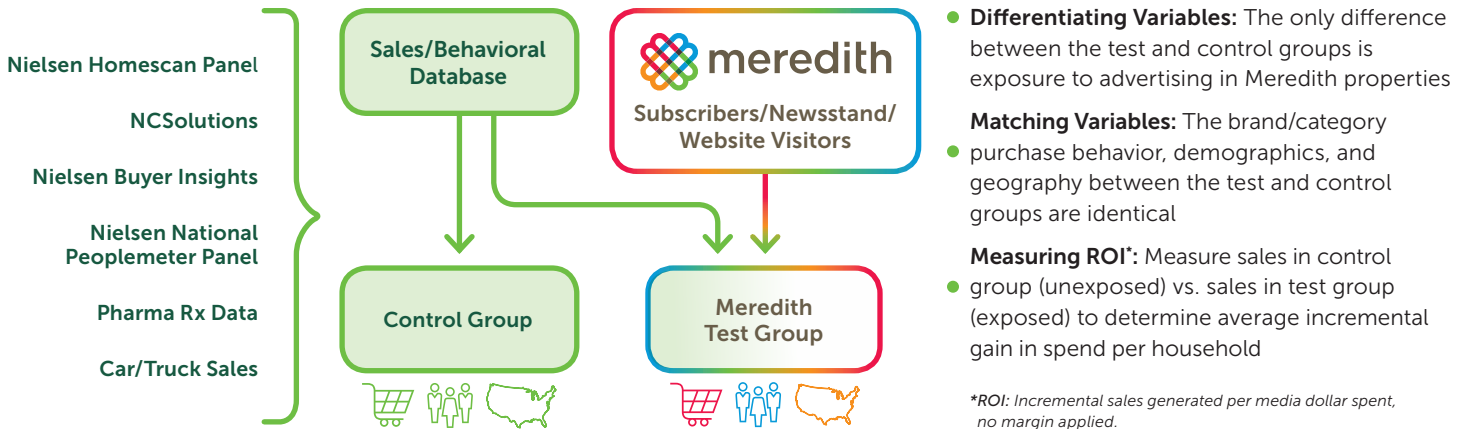 Nielsen Homescan Panel
NCSolutions
Nielsen Buyer Insights
Nielsen National
Peoplemeter Panel
Pharma Rx Data
Car/Truck Sales
Sales/Behavioral
Database
meredith
Subscribers/Newsstand/
Website Visitors
Control Group
Meredith
Test Group
Differentiating Variables: The only difference
between the test and control groups is
exposure to advertising in Meredith properties
Matching Variables: The brand/category
purchase behavior, demographics, and
geography between the test and control
groups are identical
Measuring ROI*: Measure sales in control
group (unexposed) vs. sales in test group
(exposed) to determine average incremental
gain in spend per household
*ROI: Incremental sales generated per media dollar spent,
no margin applied.